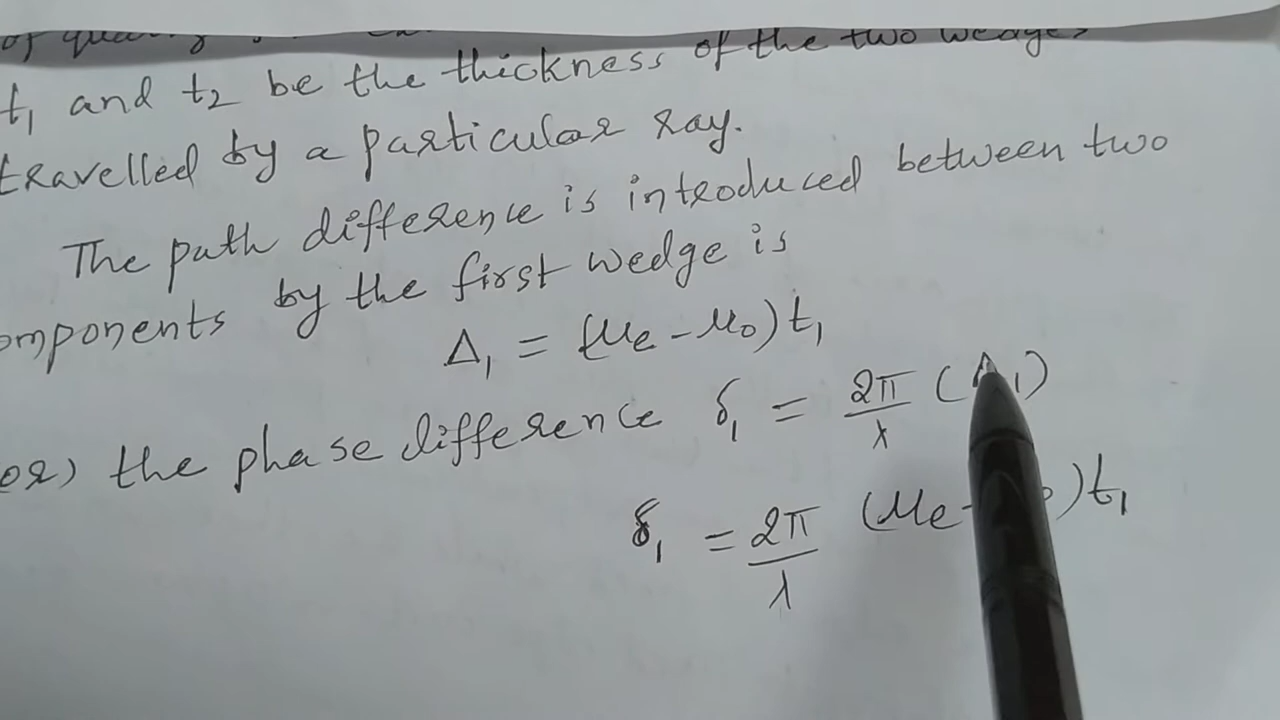 of the two wedges
t₁ and t₂ be the thickness
travelled by a particular ray.
The path difference is introduced between two
omponents by the first wedge is
Δ₁ = (μe - μo) t₁
or) the phase difference δ₁ = 2π/λ (Δ₁)
δ₁ = 2π/λ (μe - )t₁